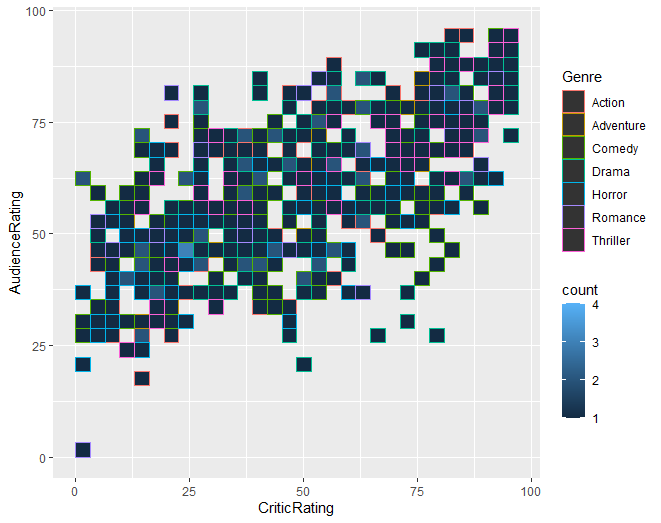 100
75
50
25
0
AudienceRating
0
25
50
75
100
CriticRating
Genre
Action
Adventure
Comedy
Drama
Horror
Romance
Thriller
count
4
3
2
1